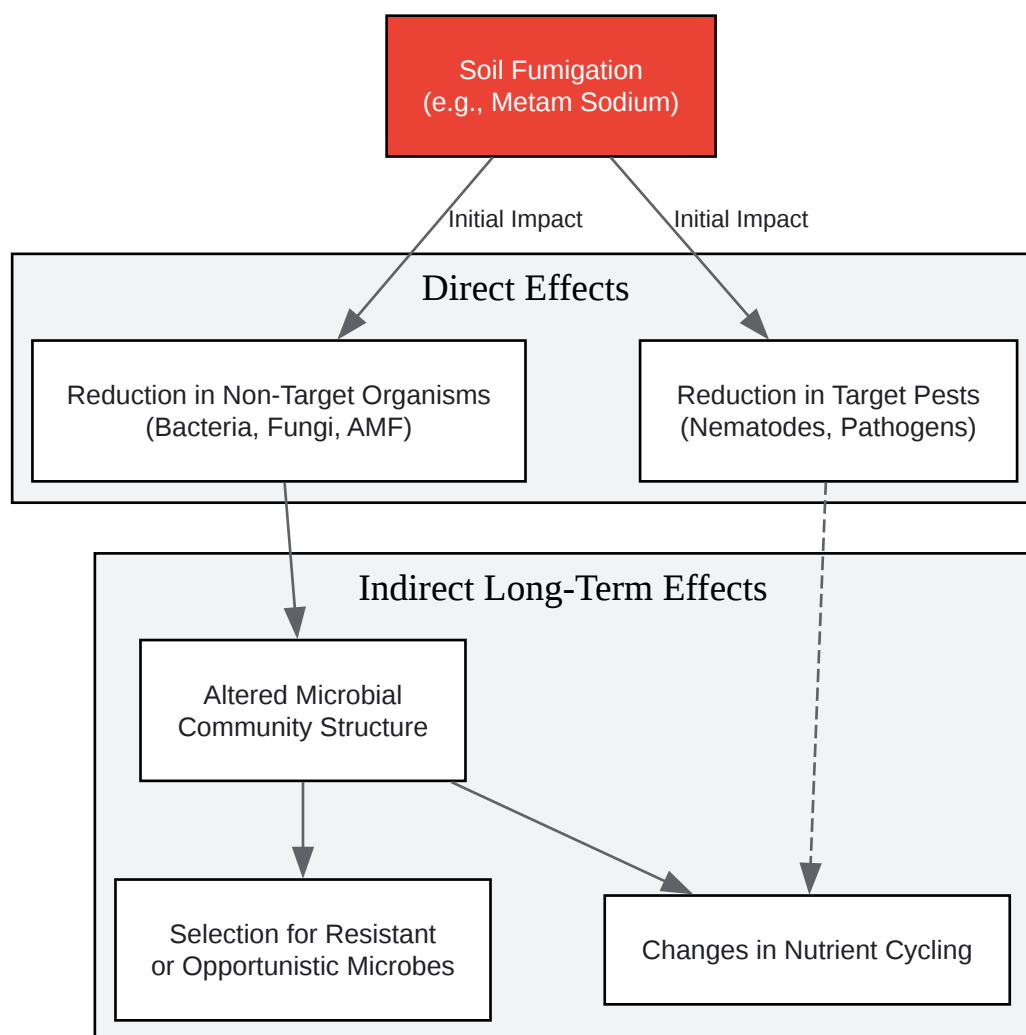 Soil Fumigation
(e.g., Metam Sodium)
Initial Impact
Initial Impact
Direct Effects
Reduction in Non-Target Organisms
(Bacteria, Fungi, AMF)
Reduction in Target Pests
(Nematodes, Pathogens)
Indirect Long-Term Effects
Altered Microbial
Community Structure
Selection for Resistant
or Opportunistic Microbes
Changes in Nutrient Cycling